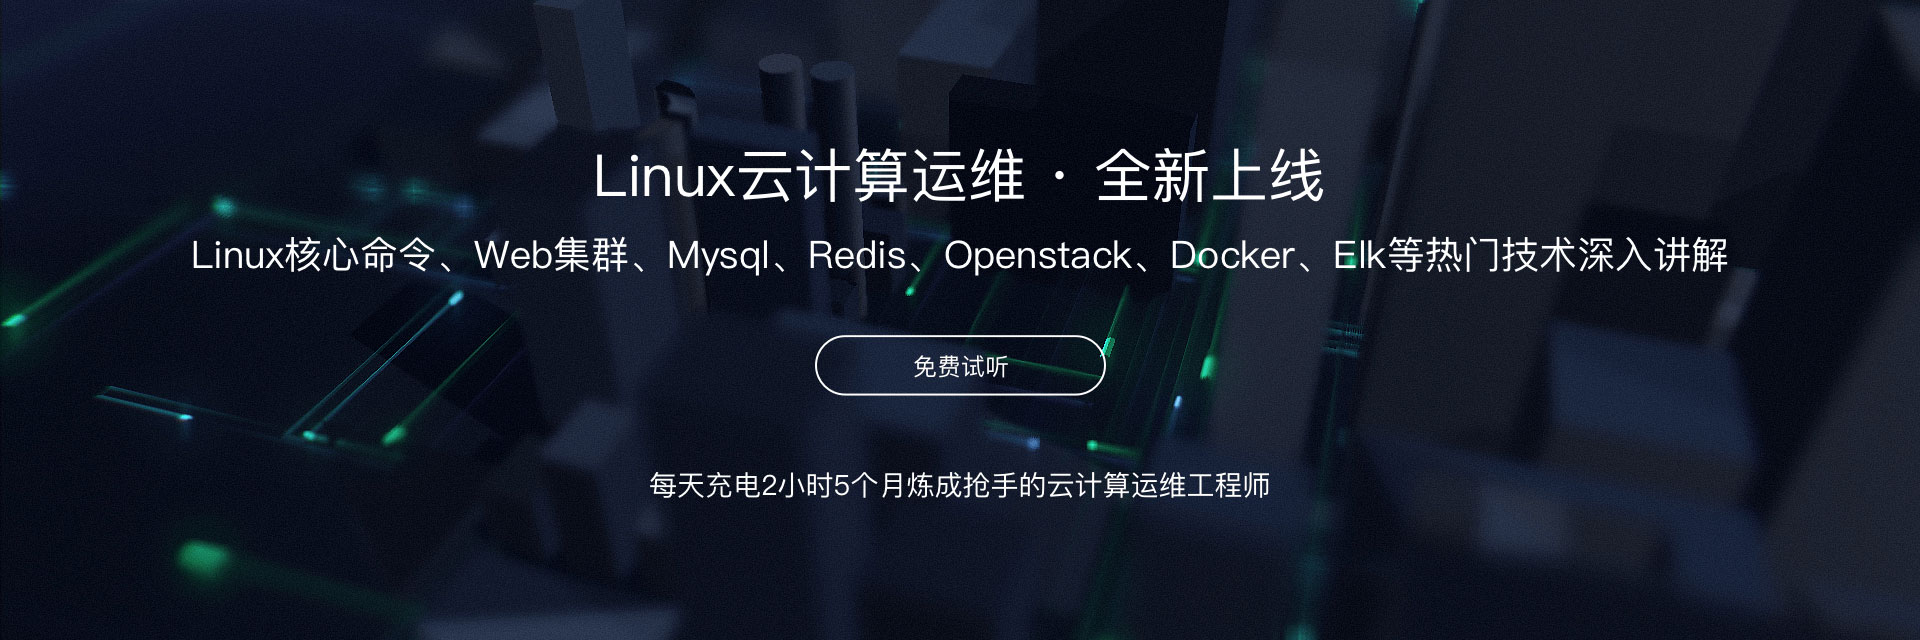 Linux云计算运维 · 全新上线
Linux核心命令、Web集群、Mysql、Redis、Openstack、Docker、Elk等热门技术深入讲解
免费试听
每天充电2小时5个月炼成抢手的云计算运维工程师